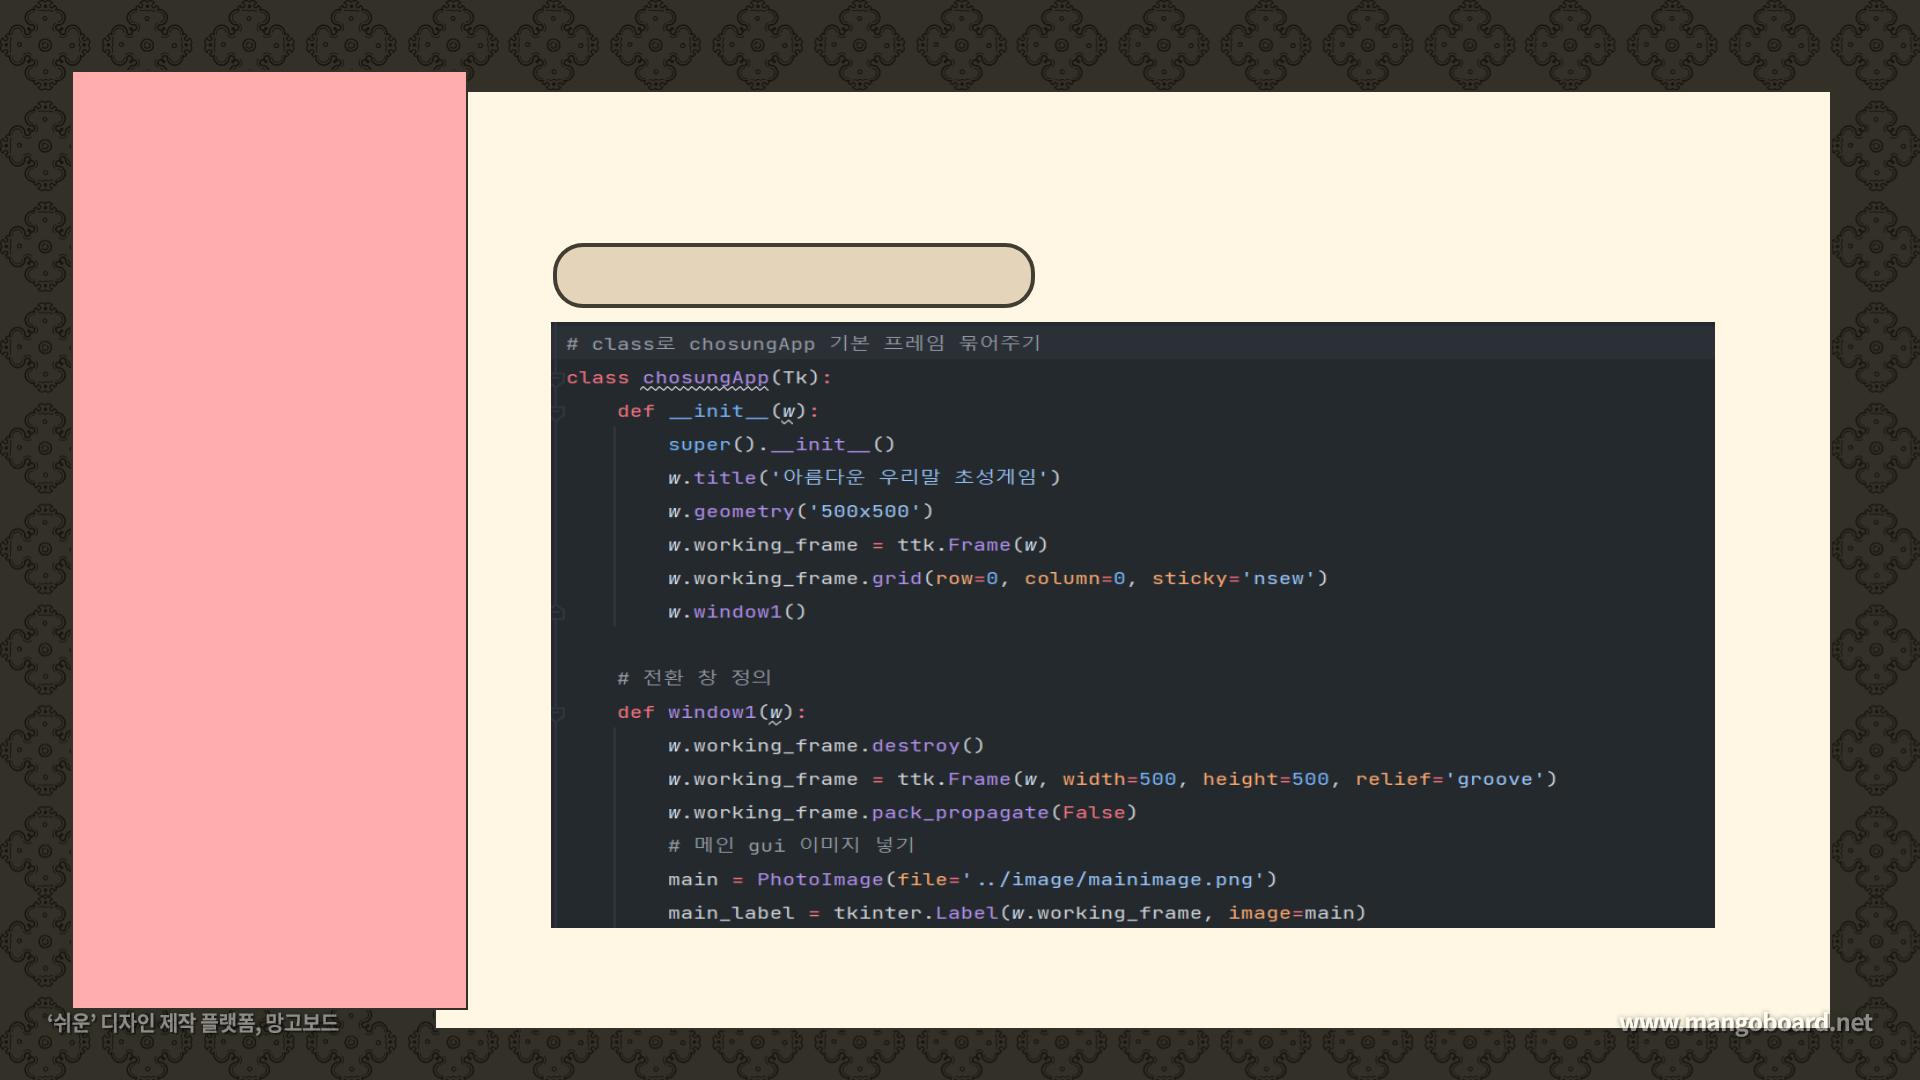 # class로 chosungApp 기본 프레임 묶어주기
class chosungApp(Tk):
    def __init__(w):
        super().__init__()
        w.title('아름다운 우리말 초성게임')
        w.geometry('500x500')
        w.working_frame = ttk.Frame(w)
        w.working_frame.grid(row=0, column=0, sticky='nsew')
        w.window1()
    # 전환 창 정의
    def window1(w):
        w.working_frame.destroy()
        w.working_frame = ttk.Frame(w, width=500, height=500, relief='groove')
        w.working_frame.pack_propagate(False)
        # 메인 gui 이미지 넣기
        main = PhotoImage(file='../image/mainimage.png')
        main_label = tkinter.Label(w.working_frame, image=main)
‘쉬운’ 디자인 제작 플랫폼, 망고보드
www.mangoboard.net